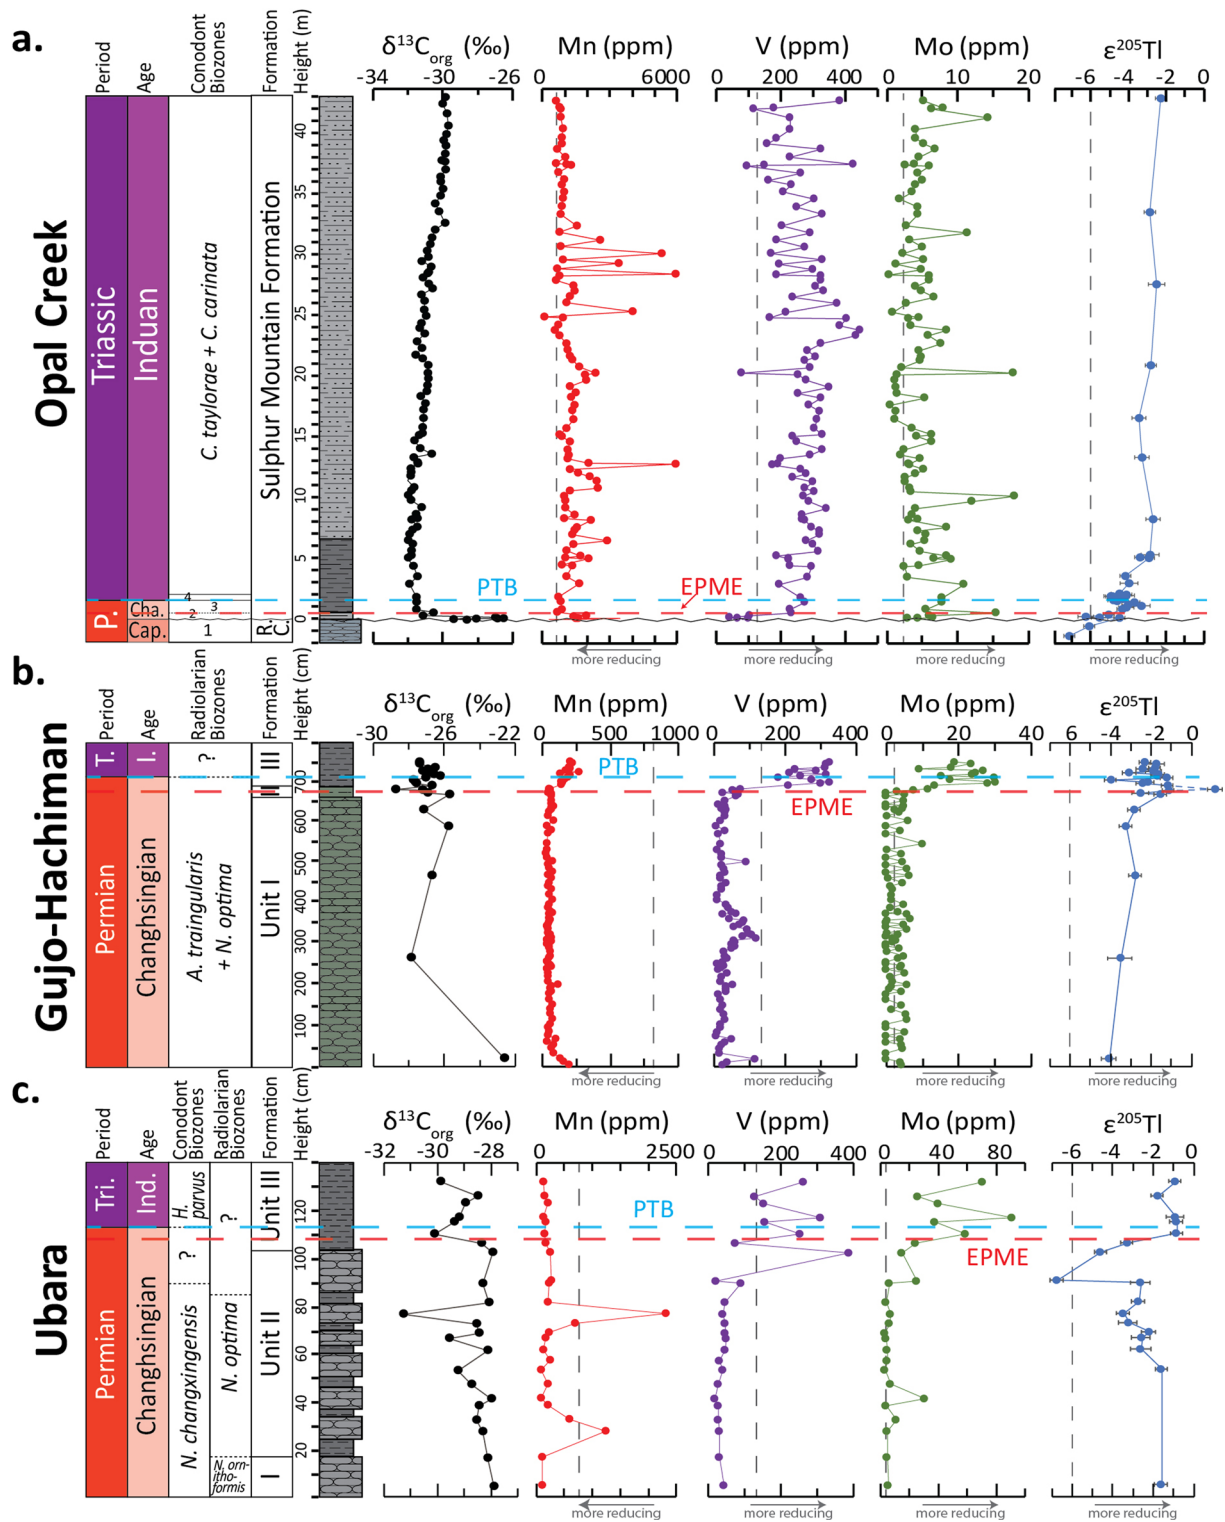 a.
Opal Creek
Period
Age
Conodont
Biozones
Formation
Height (m)
δ13Corg (‰)
-34 -30 -26
Mn (ppm)
0 6000
V (ppm)
0 200 400
Mo (ppm)
0 10 20
ε205Tl
-6 -4 -2
Triassic
Induan
C. taylorae + C. carinata
Sulphur Mountain Formation
40
35
30
25
20
15
10
5
0
P.
Cha.
Cap.
4
3
2
1
R.
C.
PTB
EPME
more reducing
more reducing
more reducing
more reducing
b.
Gujo-Hachiman
Period
Age
Radiolarian
Biozones
Formation
Height (cm)
δ13Corg (‰)
-30 -26 -22
Mn (ppm)
0 5000 10000
V (ppm)
0 200 400
Mo (ppm)
0 20 40
ε205Tl
-6 -4 -2 0
T.
I.
?
III
II
Permian
Changhsingian
A. traingularis
+ N. optima
Unit I
700
600
500
400
300
200
100
PTB
EPME
more reducing
more reducing
more reducing
more reducing
c.
Ubara
Period
Age
Conodont
Biozones
Radiolarian
Biozones
Formation
Height (cm)
δ13Corg (‰)
-32 -30 -28
Mn (ppm)
0 2500
V (ppm)
0 200 400
Mo (ppm)
0 40 80
ε205Tl
-6 -4 -2 0
Tri.
Ind.
H.
parvus
?
Unit III
Permian
Changhsingian
?
N. changxingensis
N. optima
N. orn-
itho-
formis
Unit II
I
120
100
80
60
40
20
PTB
EPME
more reducing
more reducing
more reducing